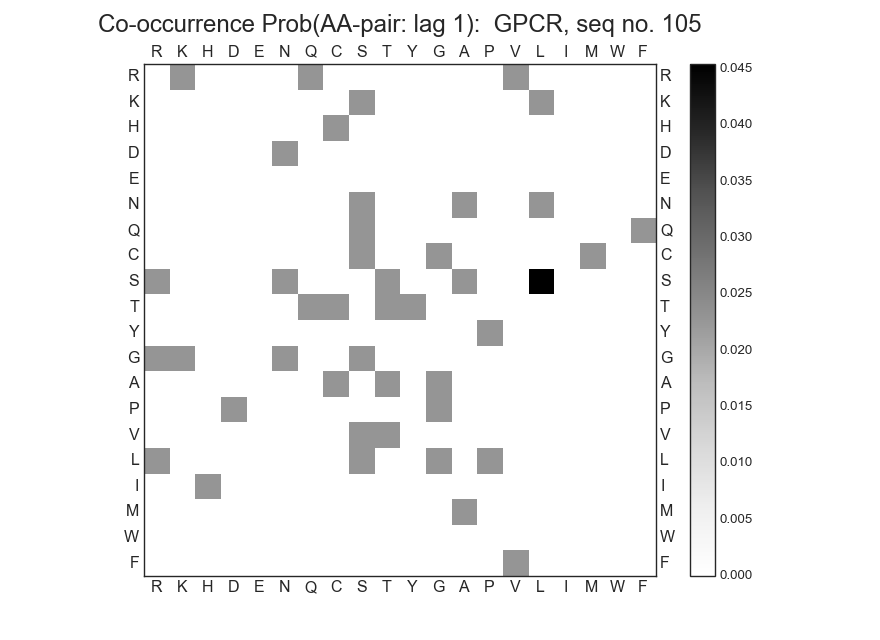 Co-occurrence Prob(AA-pair: lag 1):  GPCR, seq no. 105
R K H D E N Q C S T Y G A P V L I M W F
R R 0.045
K K
H H 0.040
D D
E E 0.035
N N
Q Q 0.030
C C
S S 0.025
T T
Y Y 0.020
G G
A A 0.015
P P
V V 0.010
L L
I I
M M 0.005
W W
F F 0.000
R K H D E N Q C S T Y G A P V L I M W F